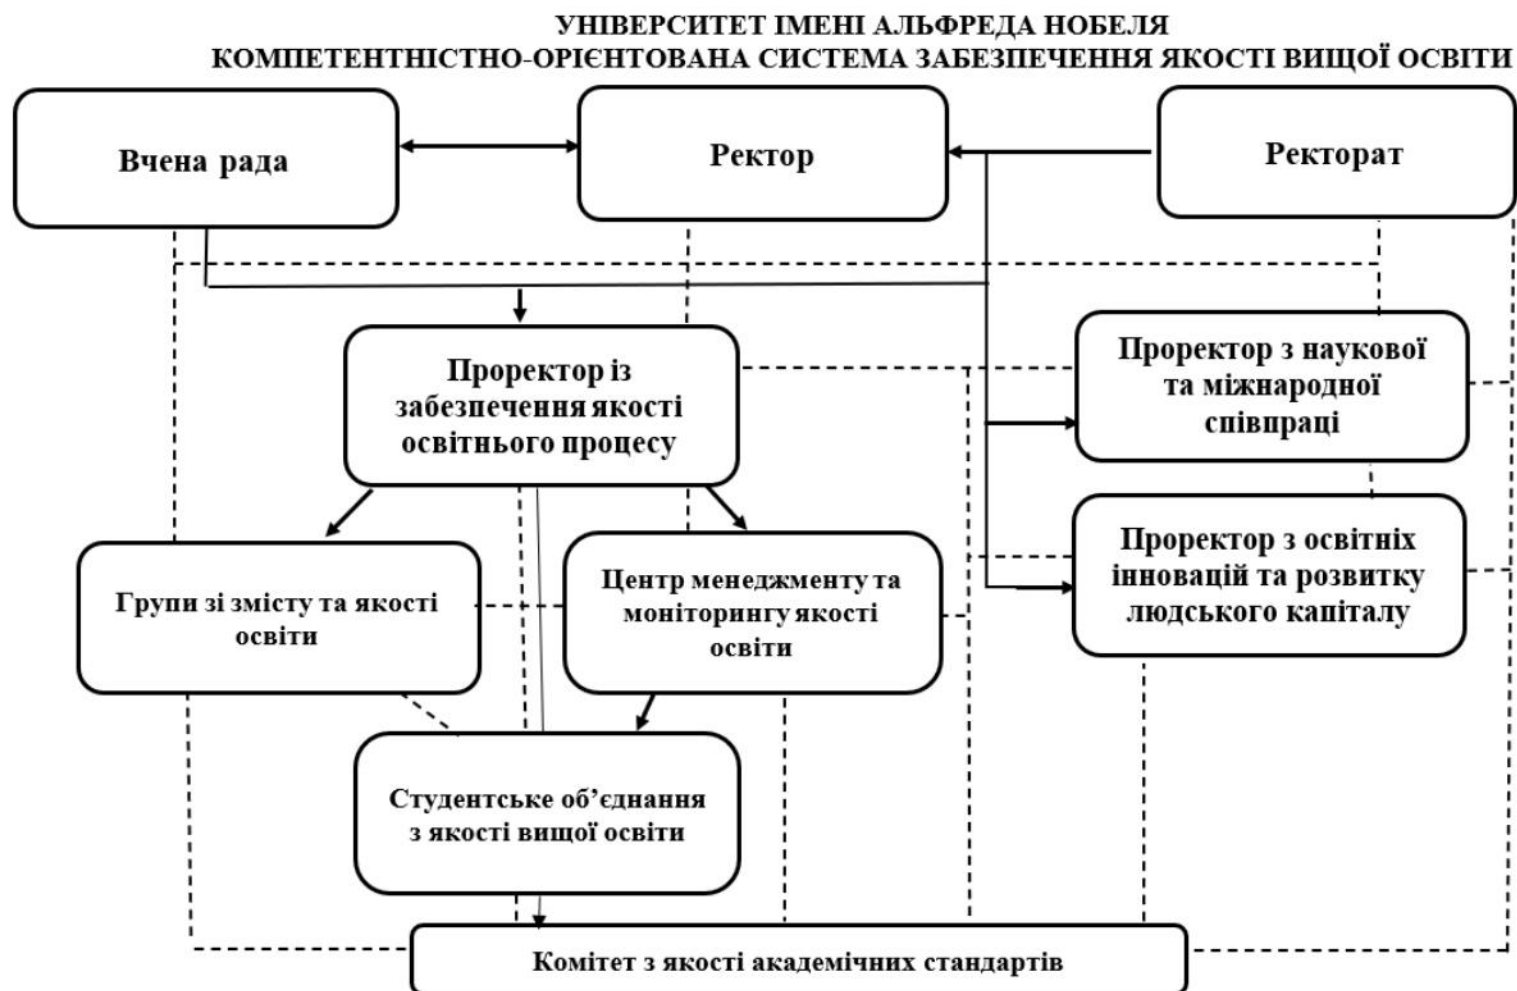 УНІВЕРСИТЕТ ІМЕНІ АЛЬФРЕДА НОБЕЛЯ
КОМПЕТЕНТНІСТНО-ОРІЄНТОВАНА СИСТЕМА ЗАБЕЗПЕЧЕННЯ ЯКОСТІ ВИЩОЇ ОСВІТИ
Вчена рада
Ректор
Ректорат
Проректор із
забезпечення якості
освітнього процесу
Проректор з наукової
та міжнародної
співпраці
Групи зі змісту та якості
освіти
Центр менеджменту та
моніторингу якості
освіти
Проректор з освітніх
інновацій та розвитку
людського капіталу
Студентське об’єднання
з якості вищої освіти
Комітет з якості академічних стандартів